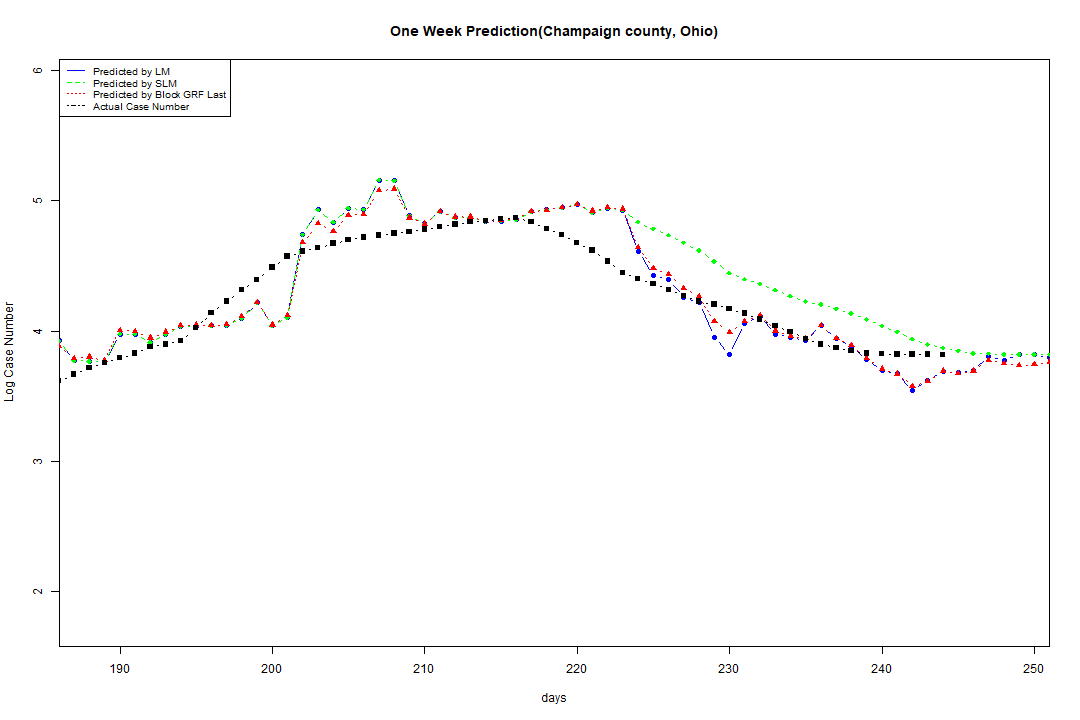 One Week Prediction(Champaign county, Ohio)
Predicted by LM
Predicted by SLM
Predicted by Block GRF Last
Actual Case Number
6
5
4
3
2
Log Case Number
190 200 210 220 230 240 250
days